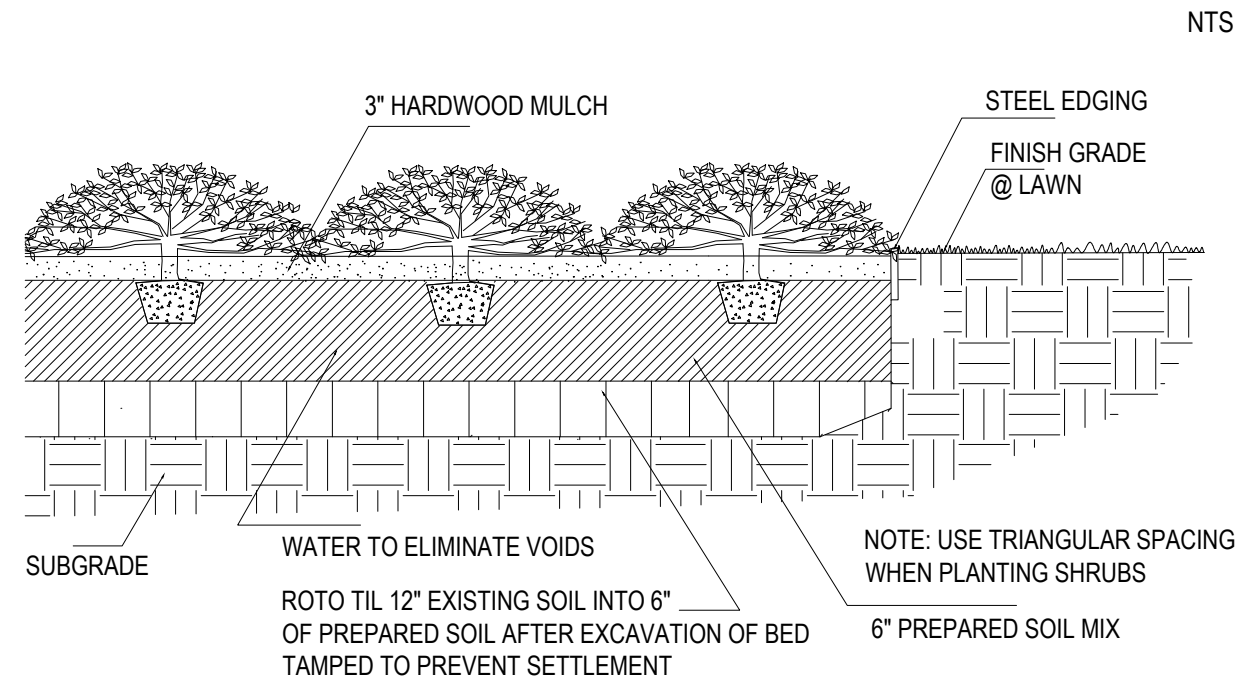 NTS
3" HARDWOOD MULCH
STEEL EDGING
FINISH GRADE
@ LAWN
SUBGRADE
WATER TO ELIMINATE VOIDS
ROTO TIL 12" EXISTING SOIL INTO 6"
OF PREPARED SOIL AFTER EXCAVATION OF BED
TAMPED TO PREVENT SETTLEMENT
NOTE: USE TRIANGULAR SPACING
WHEN PLANTING SHRUBS
6" PREPARED SOIL MIX